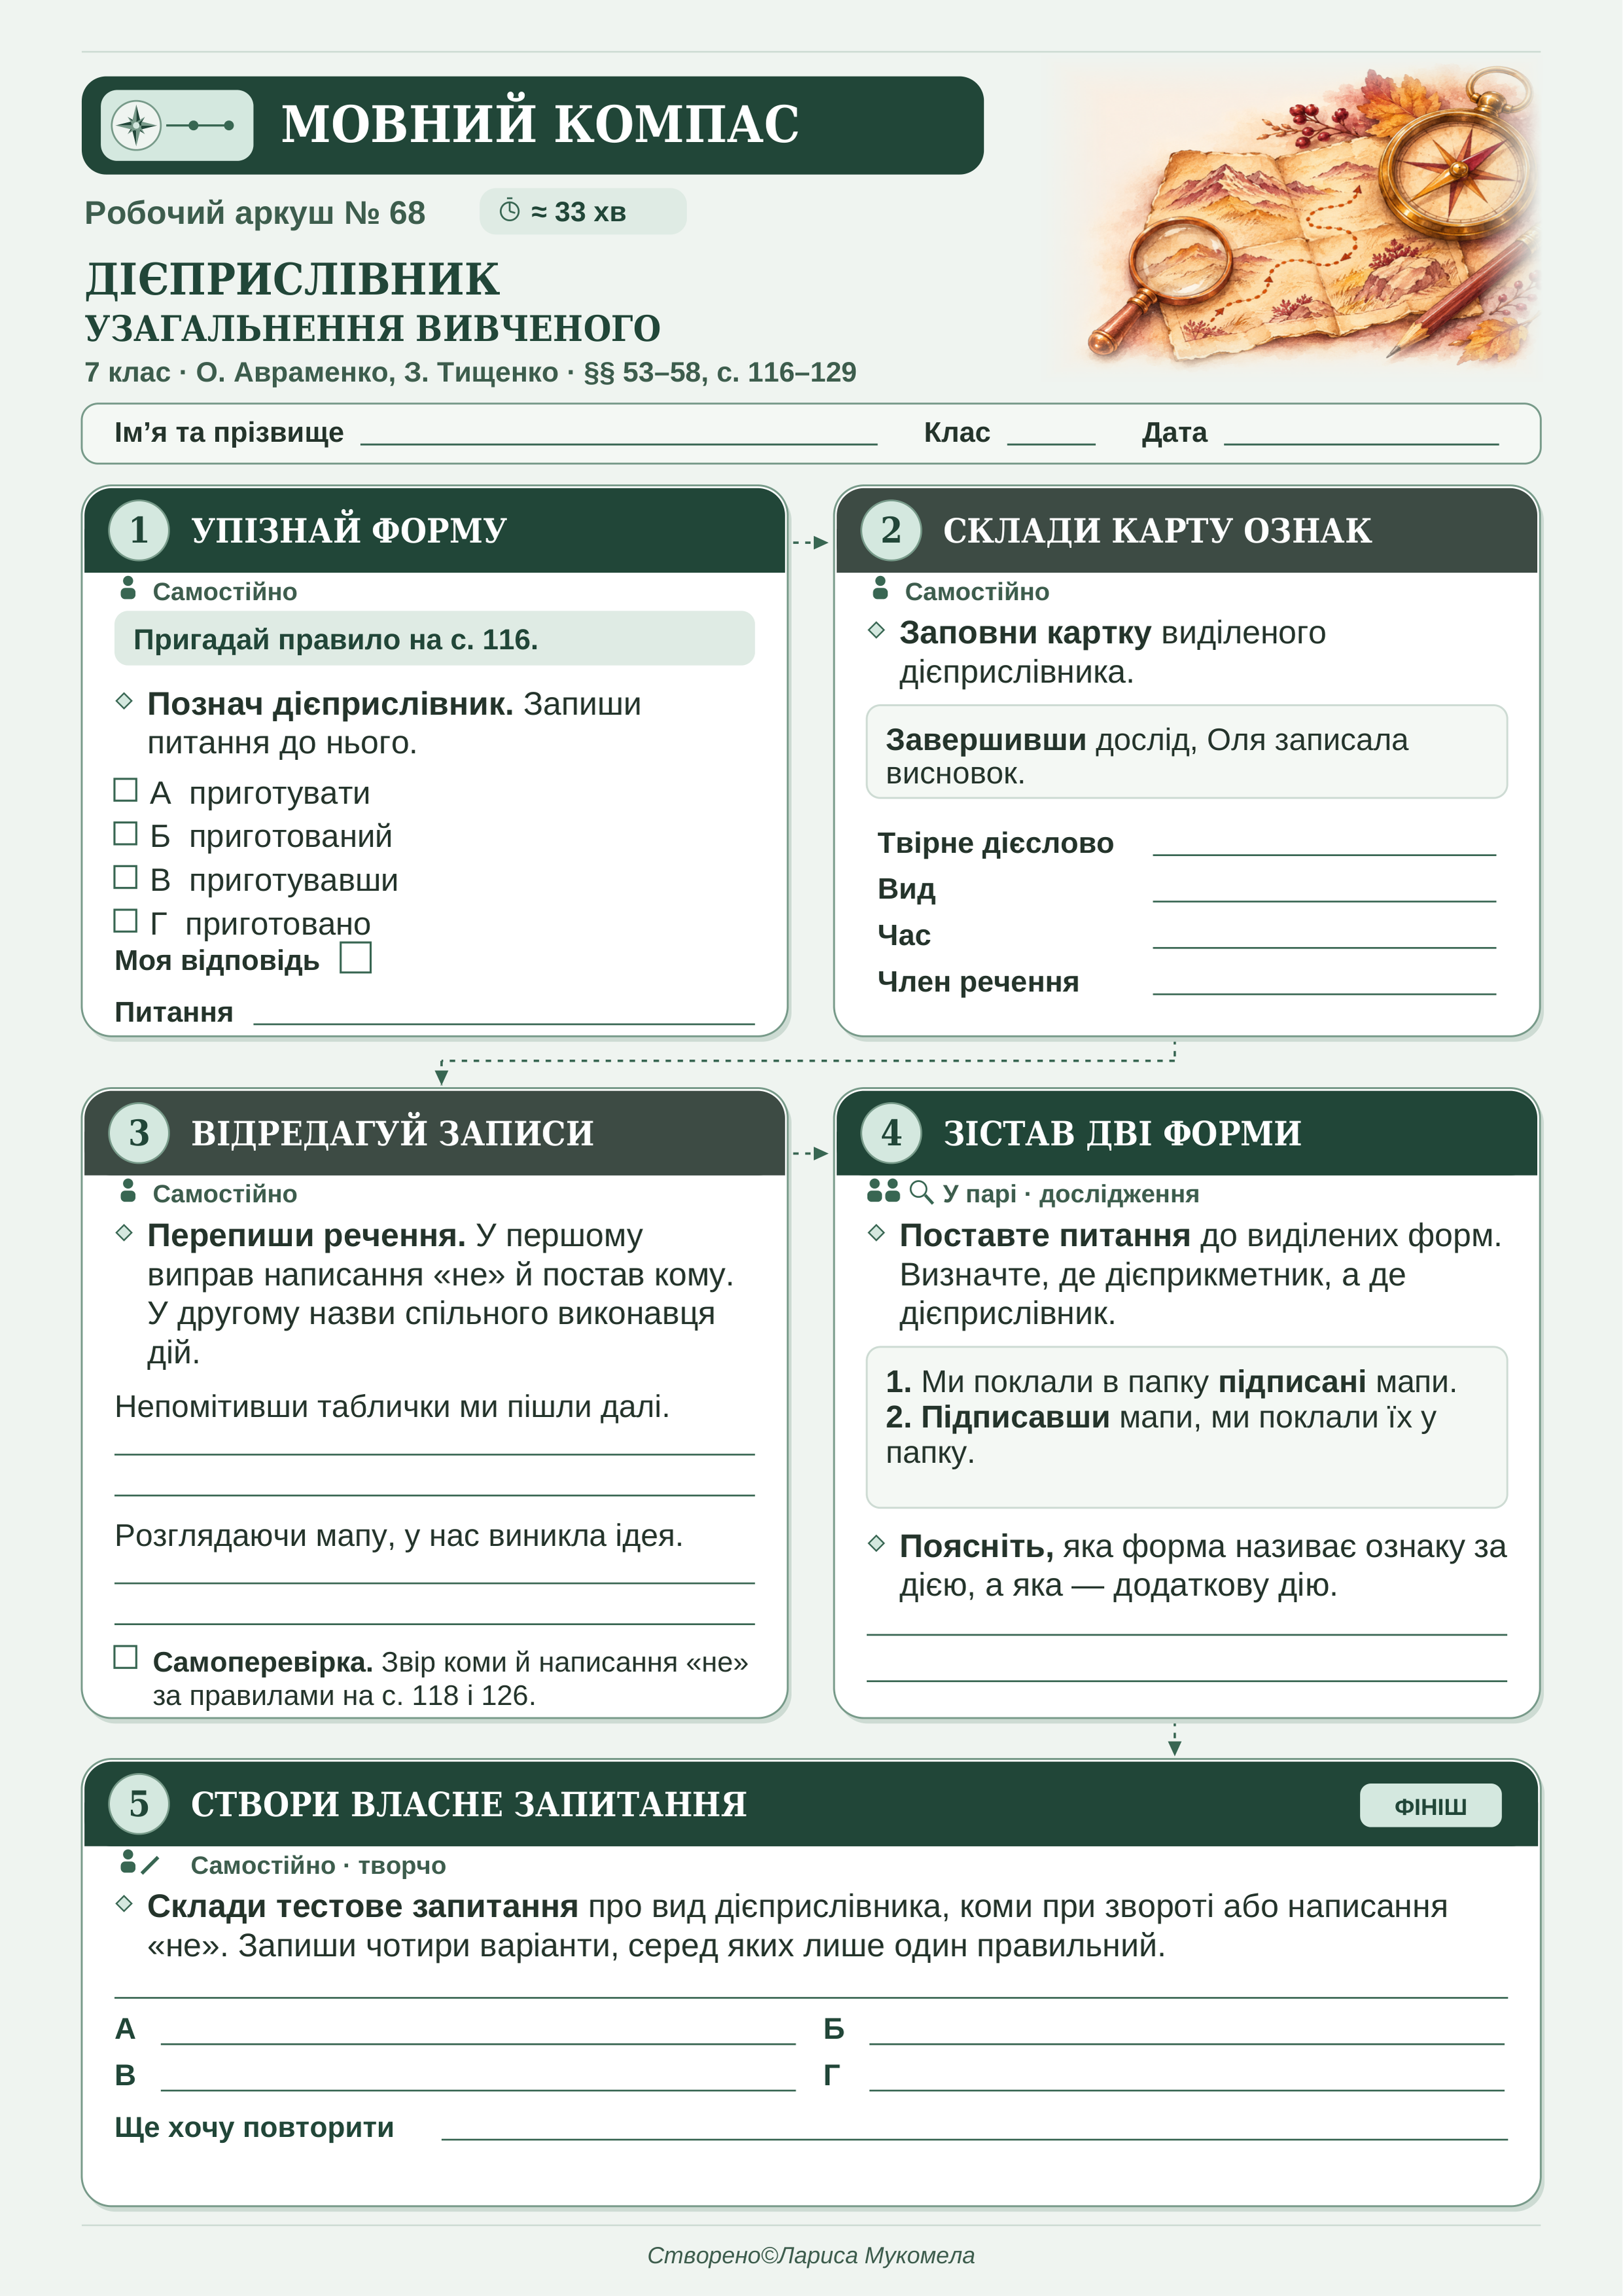 МОВНИЙ КОМПАС
Робочий аркуш № 68
≈ 33 хв
ДІЄПРИСЛІВНИК
УЗАГАЛЬНЕННЯ ВИВЧЕНОГО
7 клас · О. Авраменко, З. Тищенко · §§ 53–58, с. 116–129
Ім’я та прізвище
Клас
Дата
1 УПІЗНАЙ ФОРМУ
Самостійно
Пригадай правило на с. 116.
Познач дієприслівник. Запиши
питання до нього.
А приготувати
Б приготований
В приготувавши
Г приготовано
Моя відповідь
Питання
2 СКЛАДИ КАРТУ ОЗНАК
Самостійно
Заповни картку виділеного
дієприслівника.
Завершивши дослід, Оля записала
висновок.
Твірне дієслово
Вид
Час
Член речення
3 ВІДРЕДАГУЙ ЗАПИСИ
Самостійно
Перепиши речення. У першому
виправ написання «не» й постав кому.
У другому назви спільного виконавця
дій.
Непомітивши таблички ми пішли далі.
Розглядаючи мапу, у нас виникла ідея.
Самоперевірка. Звір коми й написання «не»
за правилами на с. 118 і 126.
4 ЗІСТАВ ДВІ ФОРМИ
У парі · дослідження
Поставте питання до виділених форм.
Визначте, де дієприкметник, а де
дієприслівник.
1. Ми поклали в папку підписані мапи.
2. Підписавши мапи, ми поклали їх у
папку.
Поясніть, яка форма називає ознаку за
дією, а яка — додаткову дію.
5 СТВОРИ ВЛАСНЕ ЗАПИТАННЯ
ФІНІШ
Самостійно · творчо
Склади тестове запитання про вид дієприслівника, коми при звороті або написання
«не». Запиши чотири варіанти, серед яких лише один правильний.
А
Б
В
Г
Ще хочу повторити
Створено©Лариса Мукомела